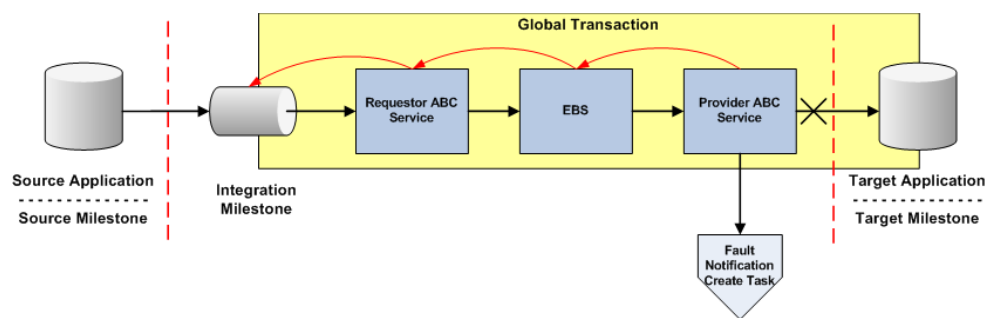 Global Transaction
Requestor ABC
Service
EBS
Provider ABC
Service
Source Application
Source Milestone
Integration
Milestone
Target Application
Target Milestone
Fault
Notification
Create Task